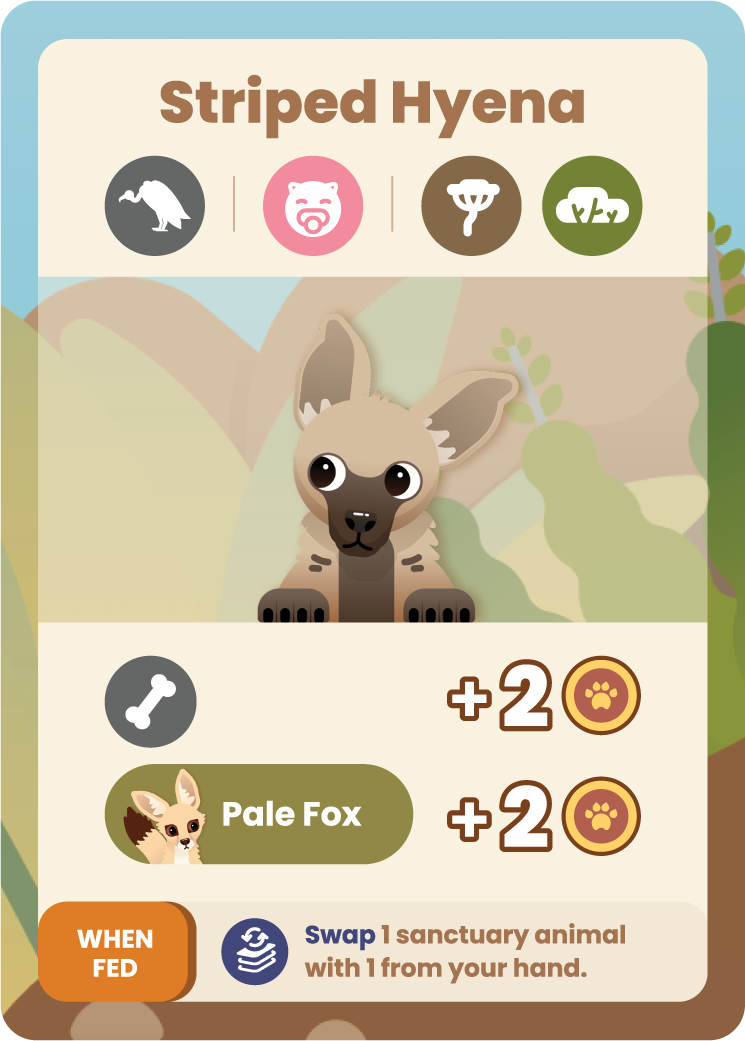 Striped Hyena
+2
Pale Fox +2
WHEN
FED
Swap 1 sanctuary animal
with 1 from your hand.